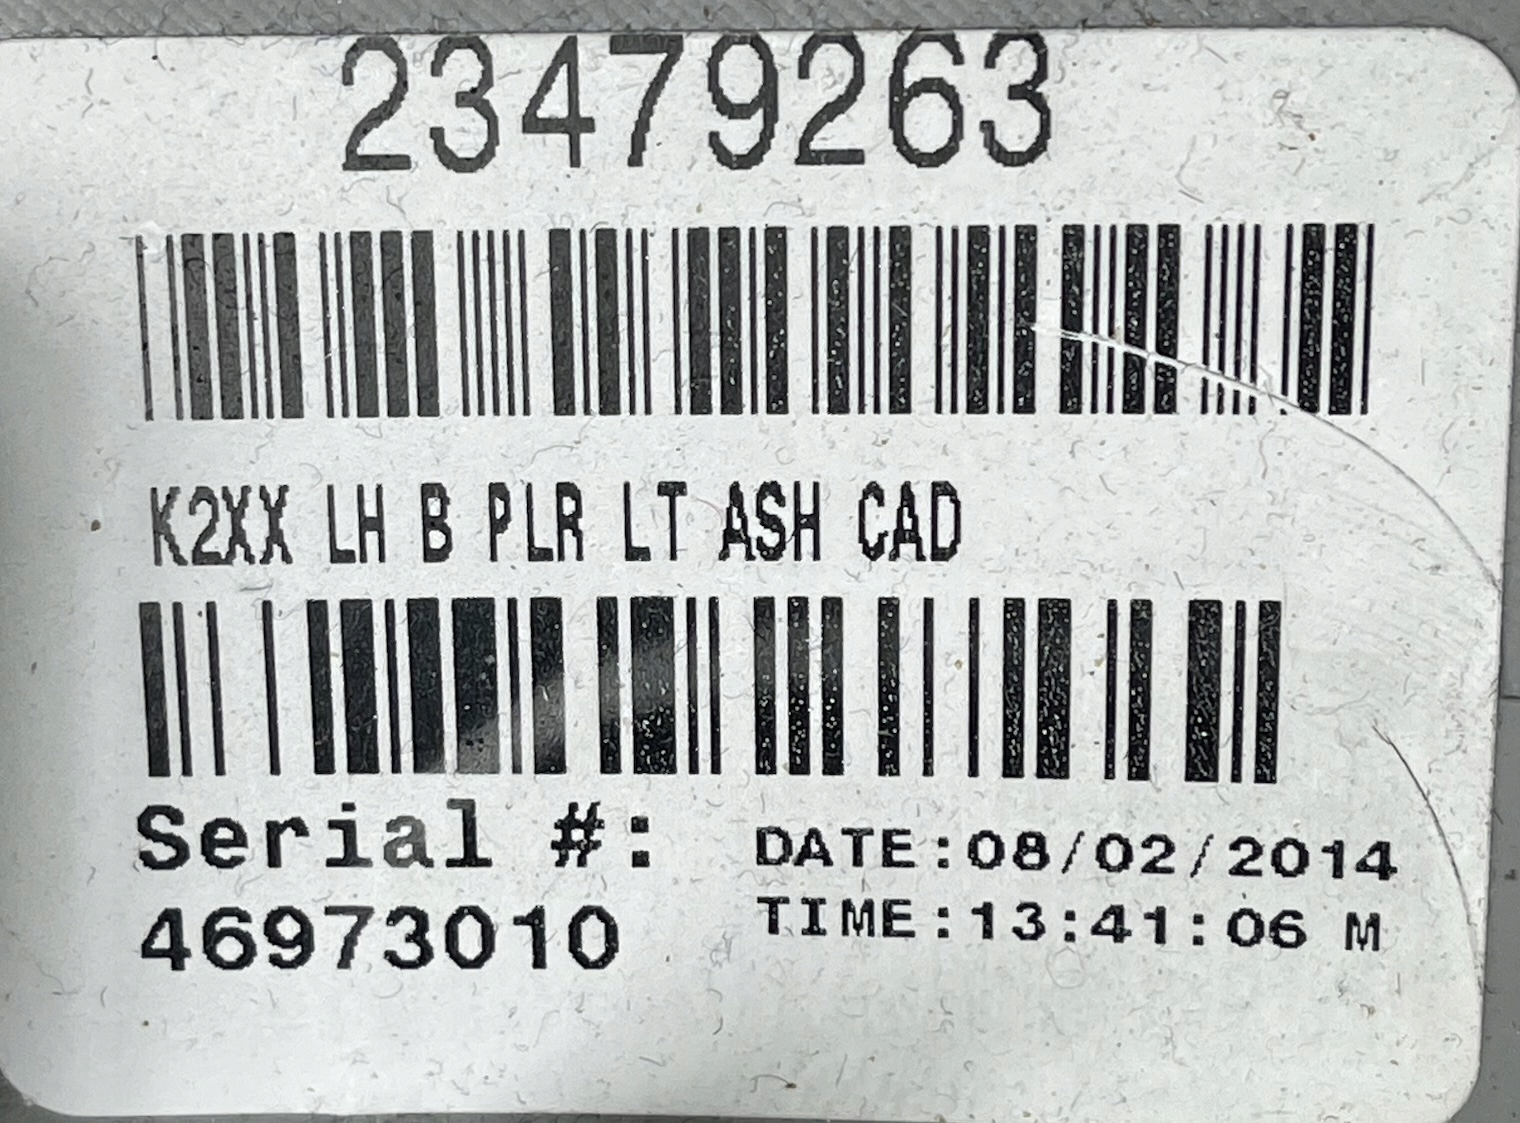 23479263
K2XX LH B PLR LT ASH CAD
Serial #:
46973010
DATE:08/02/2014
TIME:13:41:06 M